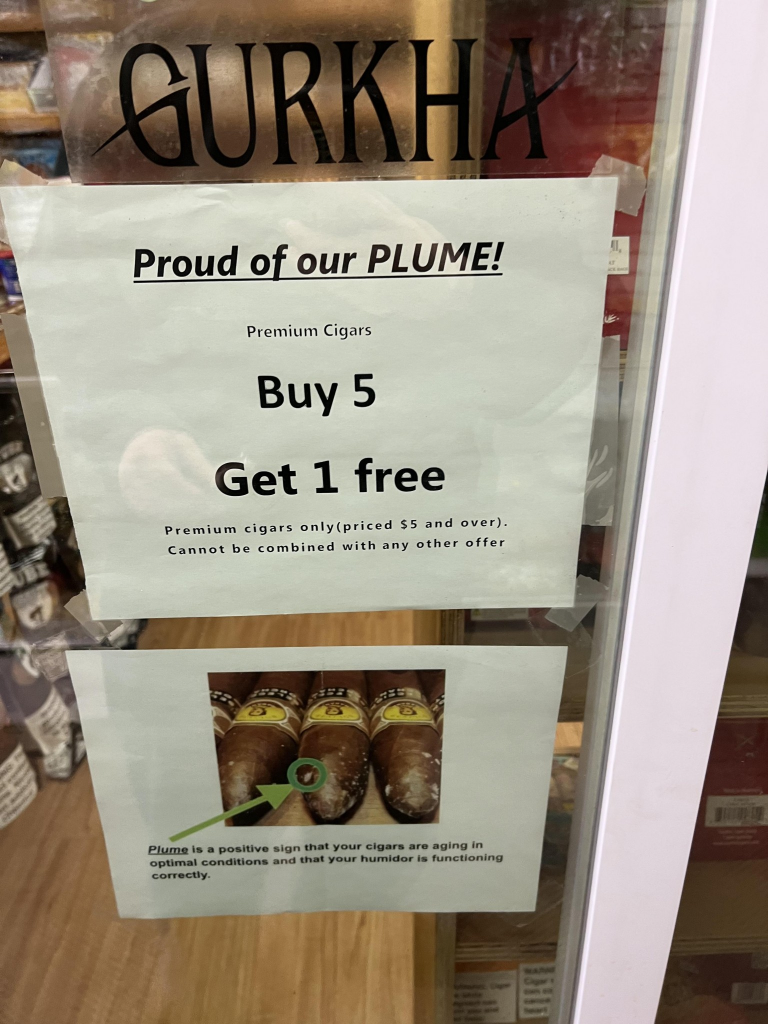 GURKHA
Proud of our PLUME!
Premium Cigars
Buy 5
Get 1 free
Premium cigars only(priced $5 and over).
Cannot be combined with any other offer
Plume is a positive sign that your cigars are aging in
optimal conditions and that your humidor is functioning
correctly.